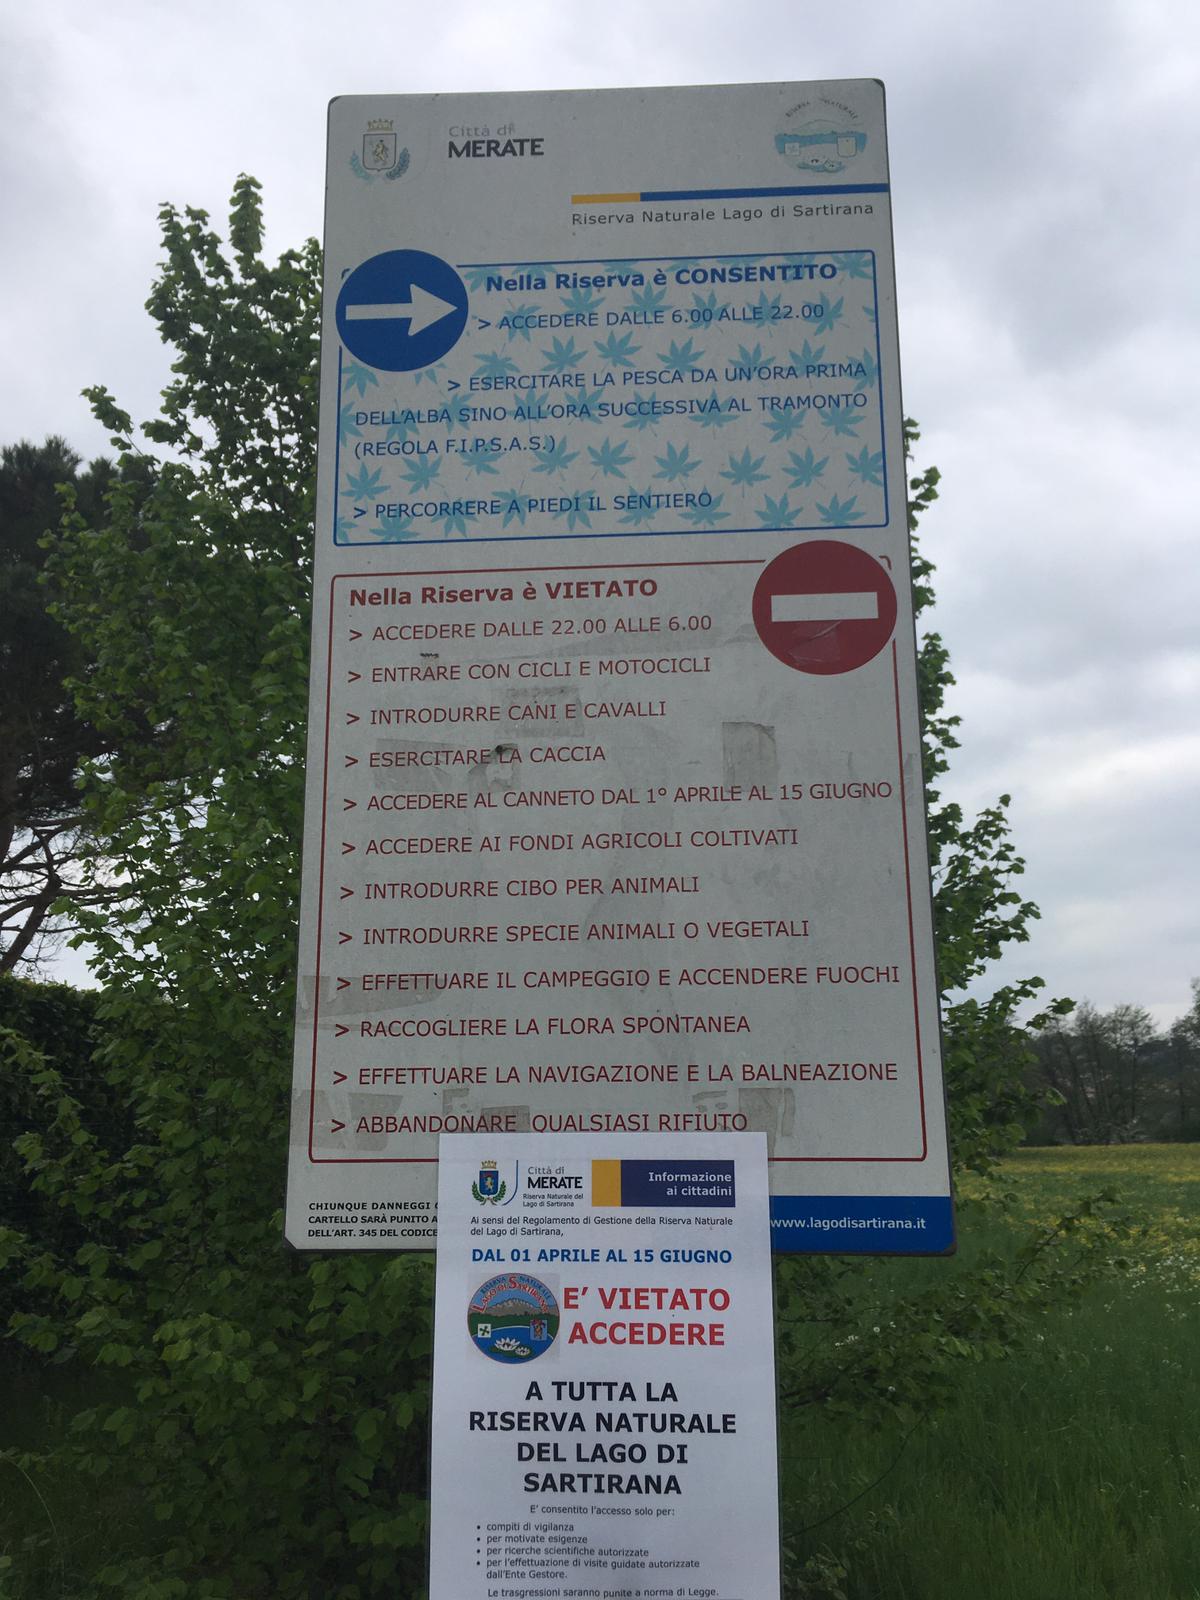 Città di
MERATE
RISERVA NATURALE
Riserva Naturale Lago di Sartirana
Nella Riserva è CONSENTITO
> ACCEDERE DALLE 6.00 ALLE 22.00
> ESERCITARE LA PESCA DA UN'ORA PRIMA
DELL'ALBA SINO ALL'ORA SUCCESSIVA AL TRAMONTO
(REGOLA F.I.P.S.A.S.)
> PERCORRERE A PIEDI IL SENTIERO
Nella Riserva è VIETATO
> ACCEDERE DALLE 22.00 ALLE 6.00
> ENTRARE CON CICLI E MOTOCICLI
> INTRODURRE CANI E CAVALLI
> ESERCITARE LA CACCIA
> ACCEDERE AL CANNETO DAL 1° APRILE AL 15 GIUGNO
> ACCEDERE AI FONDI AGRICOLI COLTIVATI
> INTRODURRE CIBO PER ANIMALI
> INTRODURRE SPECIE ANIMALI O VEGETALI
> EFFETTUARE IL CAMPEGGIO E ACCENDERE FUOCHI
> RACCOGLIERE LA FLORA SPONTANEA
> EFFETTUARE LA NAVIGAZIONE E LA BALNEAZIONE
> ABBANDONARE QUALSIASI RIFIUTO
CHIUNQUE DANNEGGI
CARTELLO SARÀ PUNITO A
DELL'ART. 345 DEL CODICE
www.lagodisartirana.it
Città di
MERATE
Riserva Naturale del
Lago di Sartirana
Informazione
ai cittadini
Ai sensi del Regolamento di Gestione della Riserva Naturale
del Lago di Sartirana,
DAL 01 APRILE AL 15 GIUGNO
RISERVA NATURALE
LAGO DI SARTIRANA
E' VIETATO
ACCEDERE
A TUTTA LA
RISERVA NATURALE
DEL LAGO DI
SARTIRANA
E' consentito l'accesso solo per:
• compiti di vigilanza
• per motivate esigenze
• per ricerche scientifiche autorizzate
• per l'effettuazione di visite guidate autorizzate
dall'Ente Gestore.
Le trasgressioni saranno punite a norma di Legge.